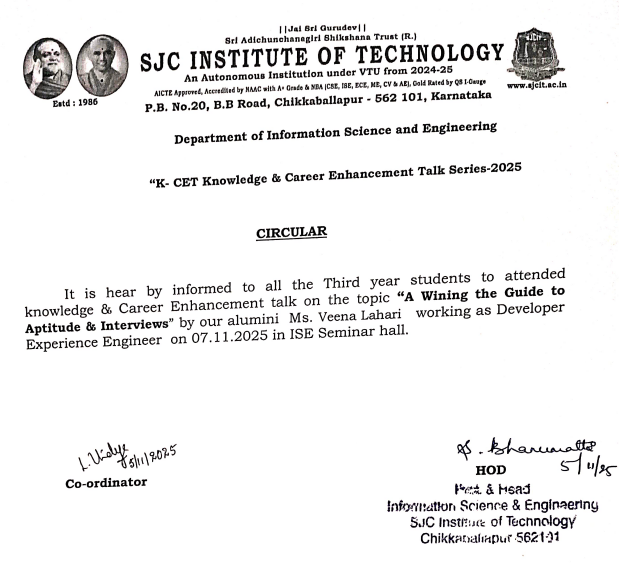 ||Jai Sri Gurudev||
Sri Adichunchanagiri Shikshana Trust (R.)
SJC INSTITUTE OF TECHNOLOGY
An Autonomous Institution under VTU from 2024-25
AICTE Approved, Accredited by NAAC with A+ Grade & NBA (CSE, ISE, ECE, ME, CV & AE), Gold Rated by QS I-Gauge
P.B. No.20, B.B Road, Chikkaballapur - 562 101, Karnataka
Estd : 1986
SJCIT
www.sjcit.ac.in
Department of Information Science and Engineering
“K- CET Knowledge & Career Enhancement Talk Series-2025
CIRCULAR
It is hear by informed to all the Third year students to attended
knowledge & Career Enhancement talk on the topic “A Wining the Guide to
Aptitude & Interviews” by our alumini Ms. Veena Lahari working as Developer
Experience Engineer on 07.11.2025 in ISE Seminar hall.
L. Vidya
5/11/2025
Co-ordinator
5/11/25
HOD
& Head
Information Science & Engineering
SJC Institute of Technology
Chikkaballapur-562101